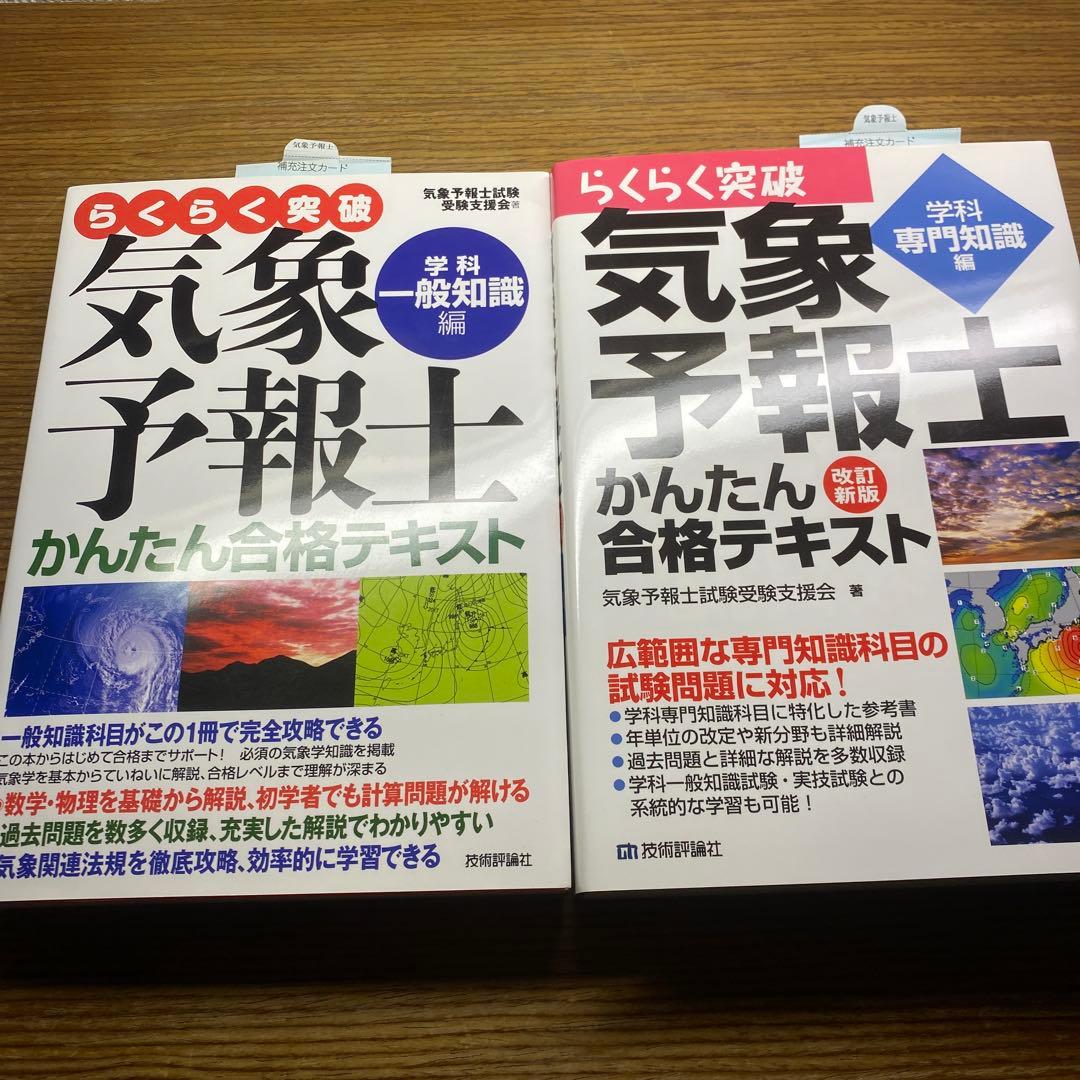 気象予報士
補充注文カード
らくらく突破
気象予報士試験
受験支援会著
気象
予報士
学科
一般知識
編
かんたん合格テキスト
一般知識科目がこの1冊で完全攻略できる
この本からはじめて合格までサポート！ 必須の気象学知識を掲載
気象学を基本からていねいに解説、合格レベルまで理解が深まる
数学・物理を基礎から解説、初学者でも計算問題が解ける
過去問題を数多く収録、充実した解説でわかりやすい
気象関連法規を徹底攻略、効率的に学習できる
技術評論社
気象予報士
補充注文カード
らくらく突破
気象
予報士
学科
専門知識
編
かんたん
合格テキスト
改訂
新版
気象予報士試験受験支援会 著
広範囲な専門知識科目の
試験問題に対応！
●学科専門知識科目に特化した参考書
●年単位の改定や新分野も詳細解説
●過去問題と詳細な解説を多数収録
●学科一般知識試験・実技試験との
系統的な学習も可能！
技術評論社